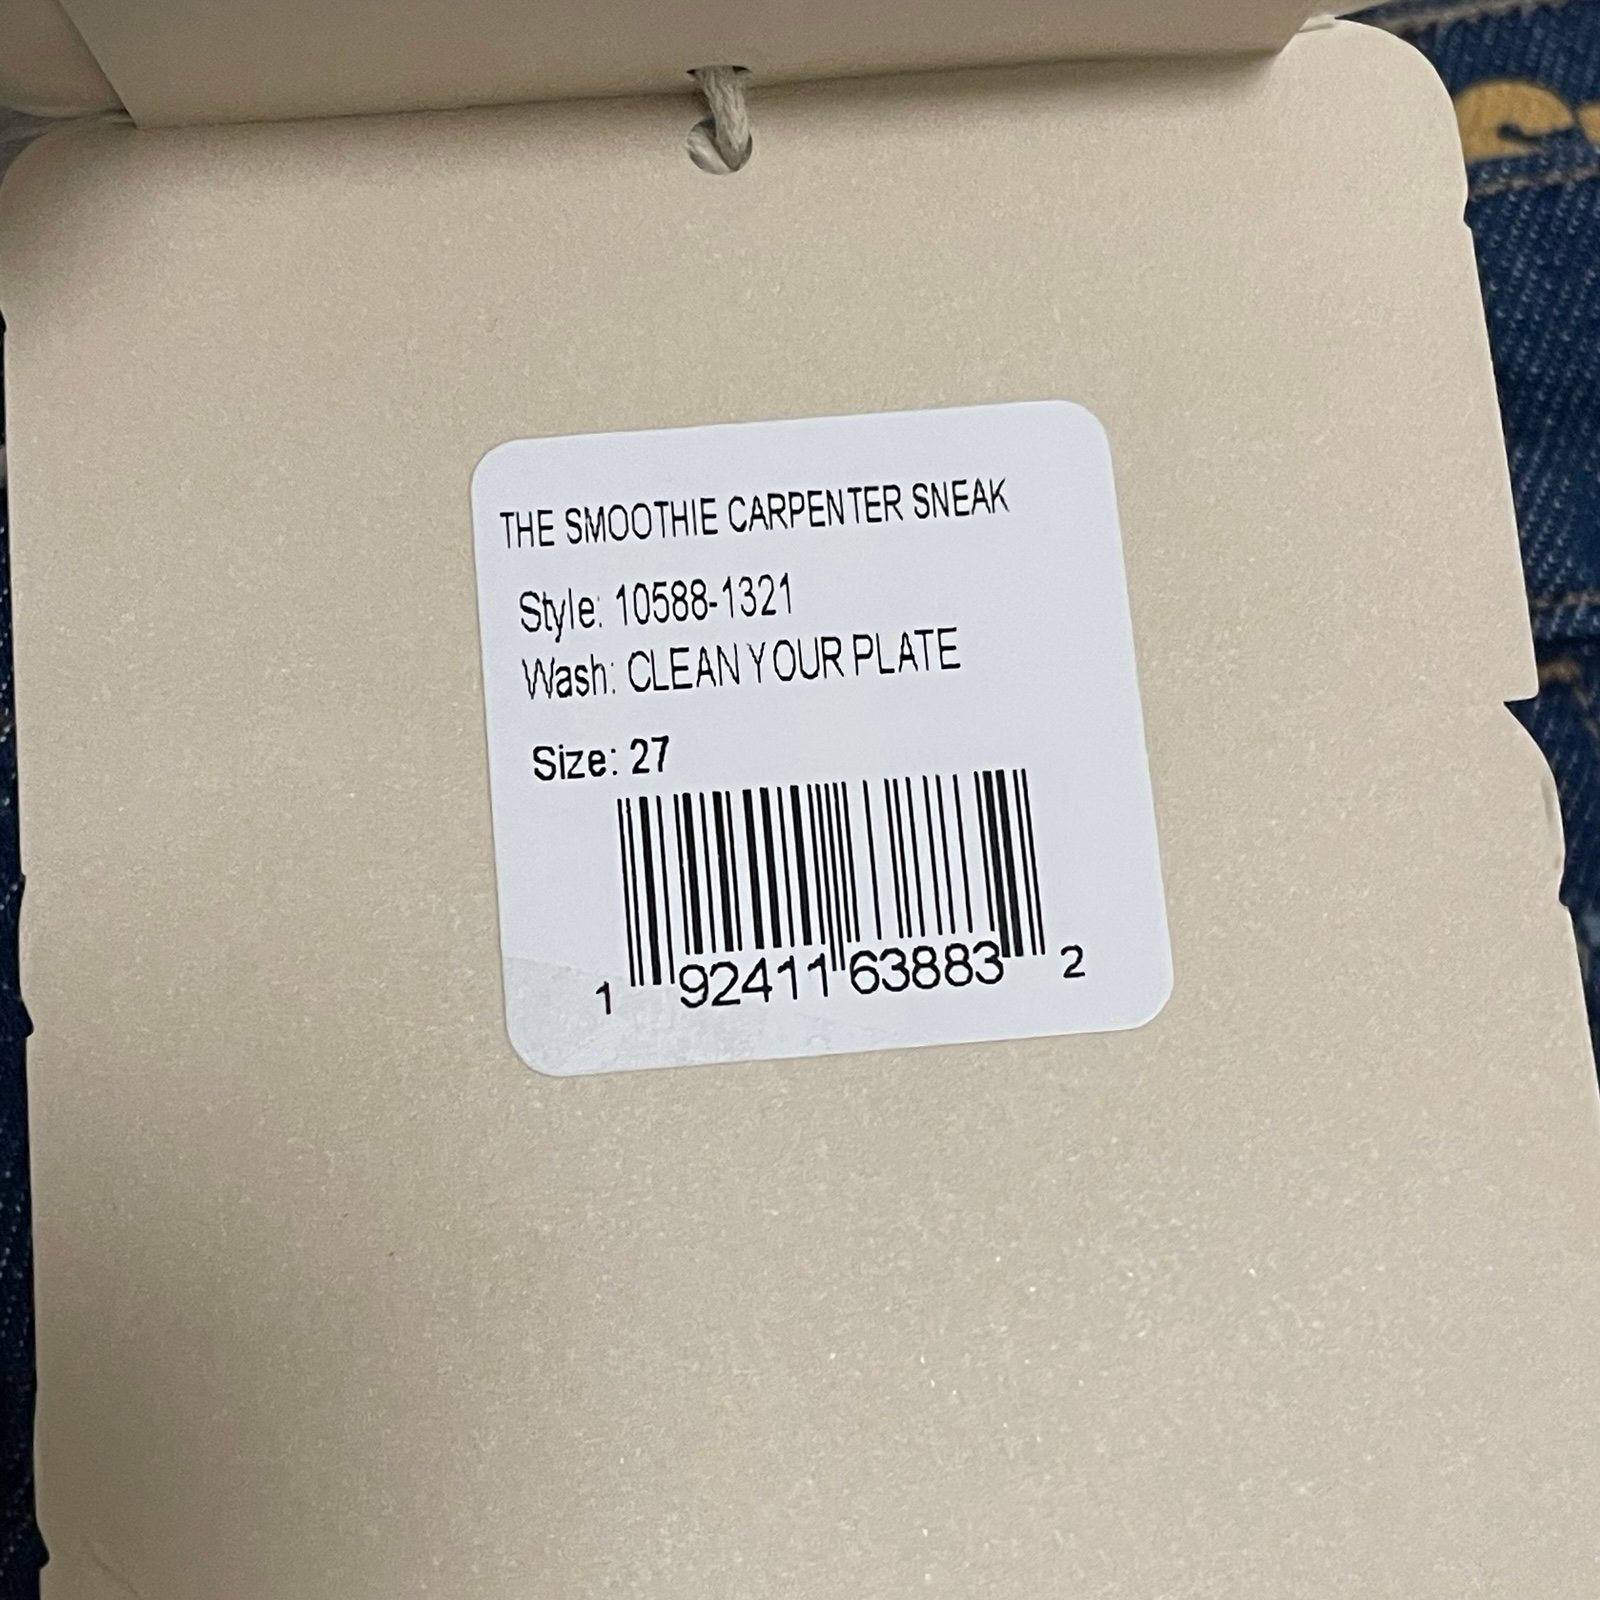 THE SMOOTHIE CARPENTER SNEAK
Style: 10588-1321
Wash: CLEAN YOUR PLATE
Size: 27
1 92411 63883 2